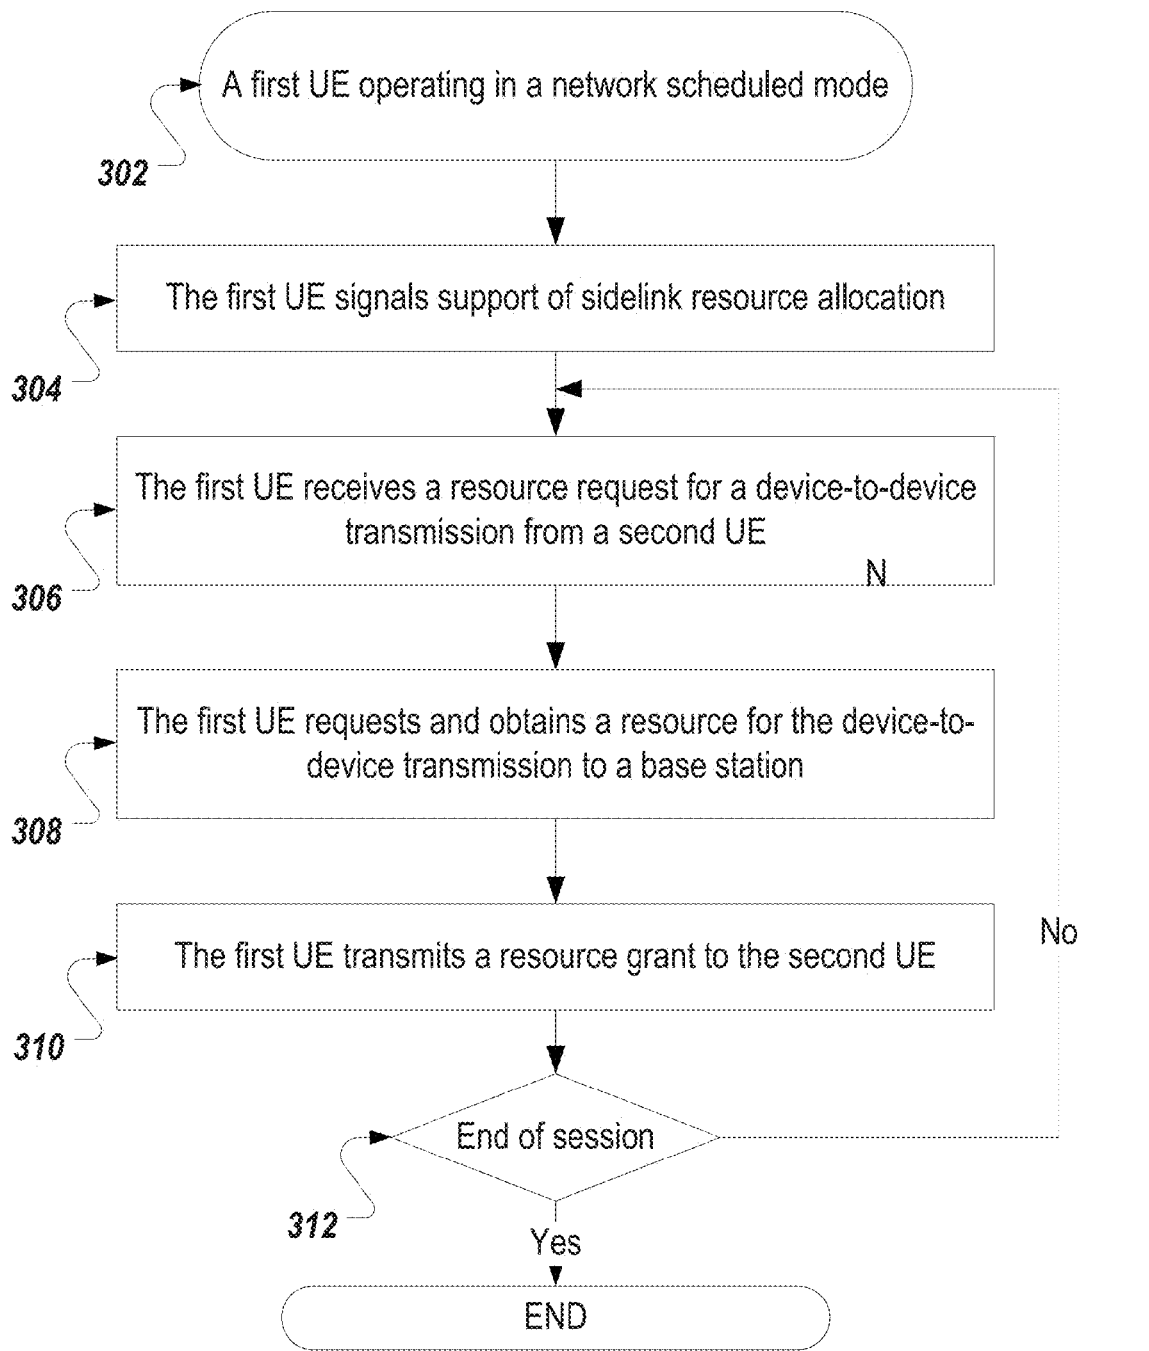 A first UE operating in a network scheduled mode
302
The first UE signals support of sidelink resource allocation
304
The first UE receives a resource request for a device-to-device
transmission from a second UE
N
306
The first UE requests and obtains a resource for the device-to-
device transmission to a base station
308
The first UE transmits a resource grant to the second UE
No
310
End of session
312
Yes
END